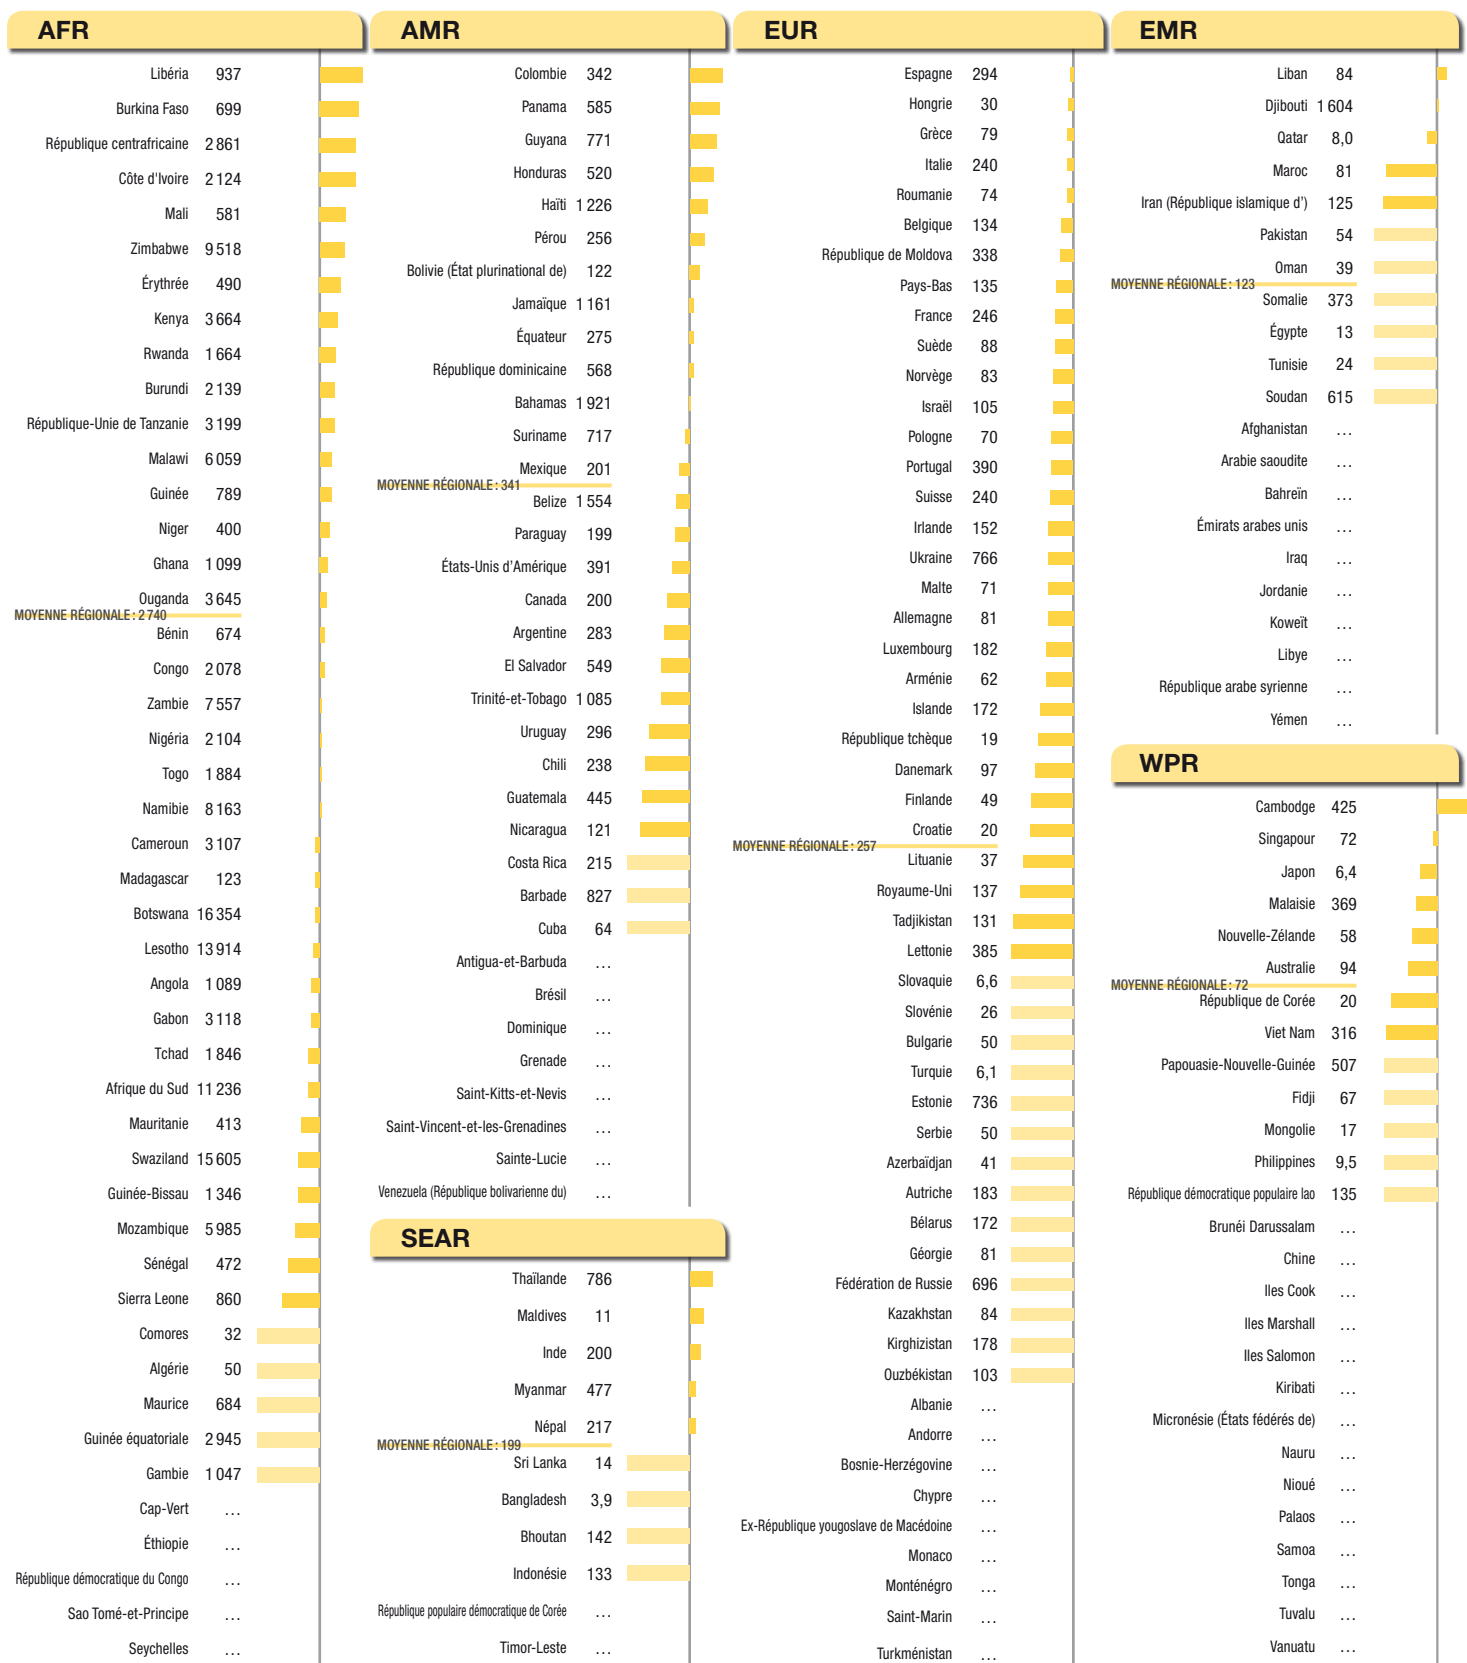 AFR
Libéria 937
Burkina Faso 699
République centrafricaine 2 861
Côte d'Ivoire 2 124
Mali 581
Zimbabwe 9 518
Érythrée 490
Kenya 3 664
Rwanda 1 664
Burundi 2 139
République-Unie de Tanzanie 3 199
Malawi 6 059
Guinée 789
Niger 400
Ghana 1 099
Ouganda 3 645
MOYENNE RÉGIONALE : 2 740
Bénin 674
Congo 2 078
Zambie 7 557
Nigéria 2 104
Togo 1 884
Namibie 8 163
Cameroun 3 107
Madagascar 123
Botswana 16 354
Lesotho 13 914
Angola 1 089
Gabon 3 118
Tchad 1 846
Afrique du Sud 11 236
Mauritanie 413
Swaziland 15 605
Guinée-Bissau 1 346
Mozambique 5 985
Sénégal 472
Sierra Leone 860
Comores 32
Algérie 50
Maurice 684
Guinée équatoriale 2 945
Gambie 1 047
Cap-Vert ...
Éthiopie ...
République démocratique du Congo ...
Sao Tomé-et-Principe ...
Seychelles ...
AMR
Colombie 342
Panama 585
Guyana 771
Honduras 520
Haïti 1 226
Pérou 256
Bolivie (État plurinational de) 122
Jamaïque 1 161
Équateur 275
République dominicaine 568
Bahamas 1 921
Suriname 717
Mexique 201
MOYENNE RÉGIONALE : 341
Belize 1 554
Paraguay 199
États-Unis d’Amérique 391
Canada 200
Argentine 283
El Salvador 549
Trinité-et-Tobago 1 085
Uruguay 296
Chili 238
Guatemala 445
Nicaragua 121
Costa Rica 215
Barbade 827
Cuba 64
Antigua-et-Barbuda ...
Brésil ...
Dominique ...
Grenade ...
Saint-Kitts-et-Nevis ...
Saint-Vincent-et-les-Grenadines ...
Sainte-Lucie ...
Venezuela (République bolivarienne du) ...
SEAR
Thaïlande 786
Maldives 11
Inde 200
Myanmar 477
Népal 217
MOYENNE RÉGIONALE : 199
Sri Lanka 14
Bangladesh 3,9
Bhoutan 142
Indonésie 133
République populaire démocratique de Corée ...
Timor-Leste ...
EUR
Espagne 294
Hongrie 30
Grèce 79
Italie 240
Roumanie 74
Belgique 134
République de Moldova 338
Pays-Bas 135
France 246
Suède 88
Norvège 83
Israël 105
Pologne 70
Portugal 390
Suisse 240
Irlande 152
Ukraine 766
Malte 71
Allemagne 81
Luxembourg 182
Arménie 62
Islande 172
République tchèque 19
Danemark 97
Finlande 49
Croatie 20
MOYENNE RÉGIONALE : 257
Lituanie 37
Royaume-Uni 137
Tadjikistan 131
Lettonie 385
Slovaquie 6,6
Slovénie 26
Bulgarie 50
Turquie 6,1
Estonie 736
Serbie 50
Azerbaïdjan 41
Autriche 183
Bélarus 172
Géorgie 81
Fédération de Russie 696
Kazakhstan 84
Kirghizistan 178
Ouzbékistan 103
Albanie ...
Andorre ...
Bosnie-Herzégovine ...
Chypre ...
Ex-République yougoslave de Macédoine ...
Monaco ...
Monténégro ...
Saint-Marin ...
Turkménistan ...
EMR
Liban 84
Djibouti 1 604
Qatar 8,0
Maroc 81
Iran (République islamique d’) 125
Pakistan 54
Oman 39
MOYENNE RÉGIONALE : 123
Somalie 373
Égypte 13
Tunisie 24
Soudan 615
Afghanistan ...
Arabie saoudite ...
Bahreïn ...
Émirats arabes unis ...
Iraq ...
Jordanie ...
Koweït ...
Libye ...
République arabe syrienne ...
Yémen ...
WPR
Cambodge 425
Singapour 72
Japon 6,4
Malaisie 369
Nouvelle-Zélande 58
Australie 94
MOYENNE RÉGIONALE : 72
République de Corée 20
Viet Nam 316
Papouasie-Nouvelle-Guinée 507
Fidji 67
Mongolie 17
Philippines 9,5
République démocratique populaire lao 135
Brunéi Darussalam ...
Chine ...
Iles Cook ...
Iles Marshall ...
Iles Salomon ...
Kiribati ...
Micronésie (États fédérés de) ...
Nauru ...
Nioué ...
Palaos ...
Samoa ...
Tonga ...
Tuvalu ...
Vanuatu ...